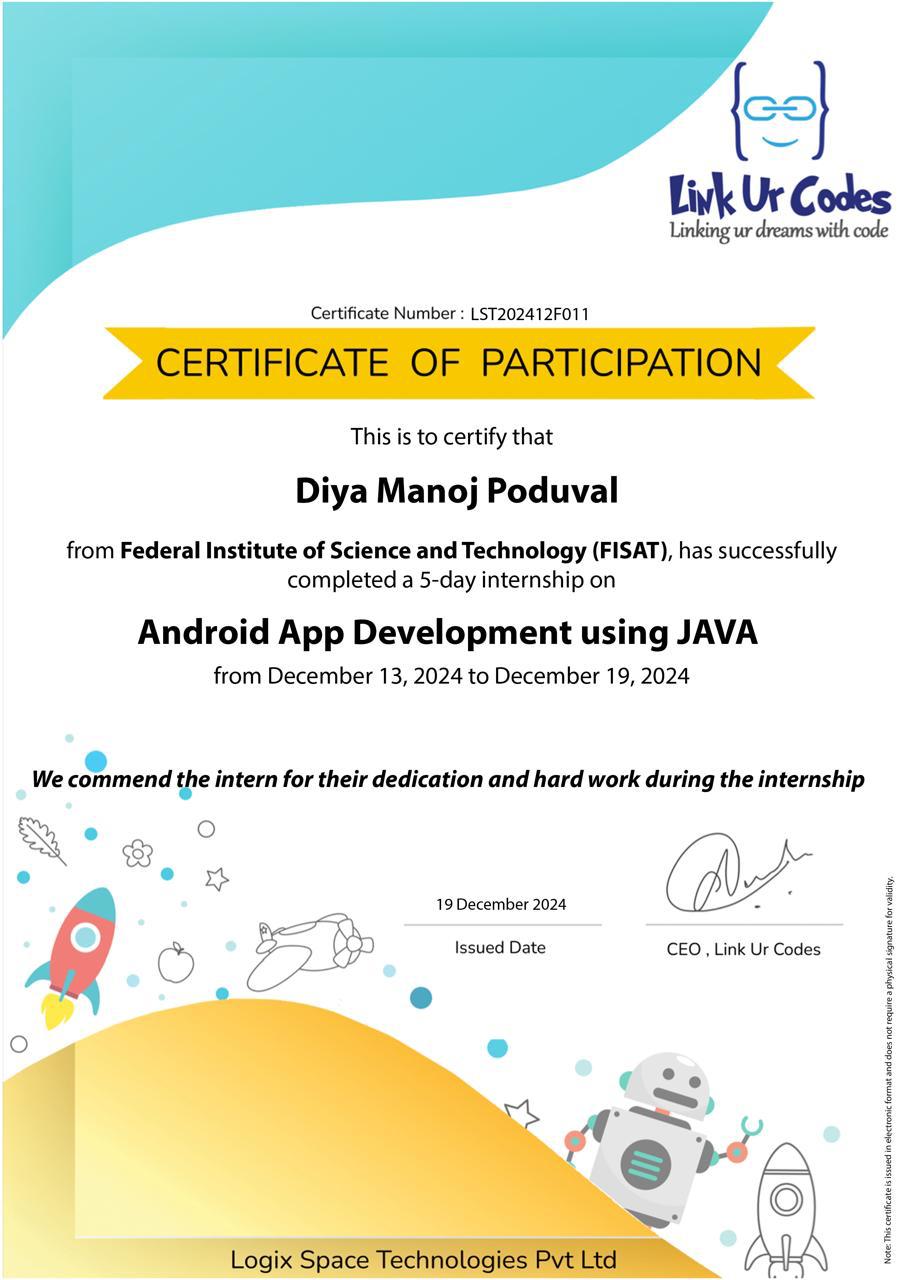 Link Ur Codes
Linking ur dreams with code
Certificate Number : LST202412F011
CERTIFICATE OF PARTICIPATION
This is to certify that
Diya Manoj Poduval
from Federal Institute of Science and Technology (FISAT), has successfully
completed a 5-day internship on
Android App Development using JAVA
from December 13, 2024 to December 19, 2024
We commend the intern for their dedication and hard work during the internship
19 December 2024
Issued Date
CEO , Link Ur Codes
Note: This certificate is issued in electronic format and does not require a physical signature for validity.
Logix Space Technologies Pvt Ltd